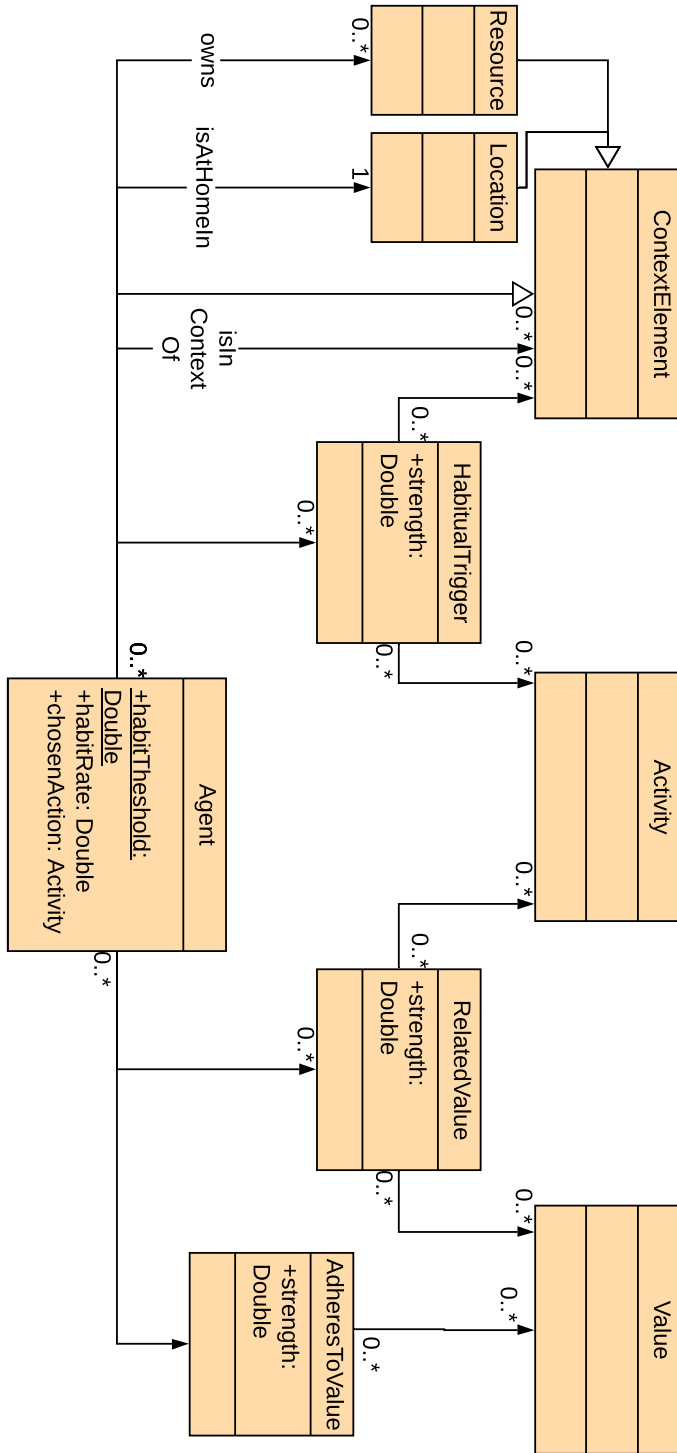 ContextElement
Activity
Value
0..*
0..*
0..*
0..*
0..*
0..*
Resource
Location
HabitualTrigger
+strength:
Double
0..*
0..*
RelatedValue
+strength:
Double
0..*
0..*
AdheresToValue
+strength:
Double
0..*
0..*
1
0..*
0..*
owns
isAtHomeIn
isIn
Context
Of
0..*
Agent
+habitTheshold:
Double
+habitRate: Double
+chosenAction: Activity
0..*